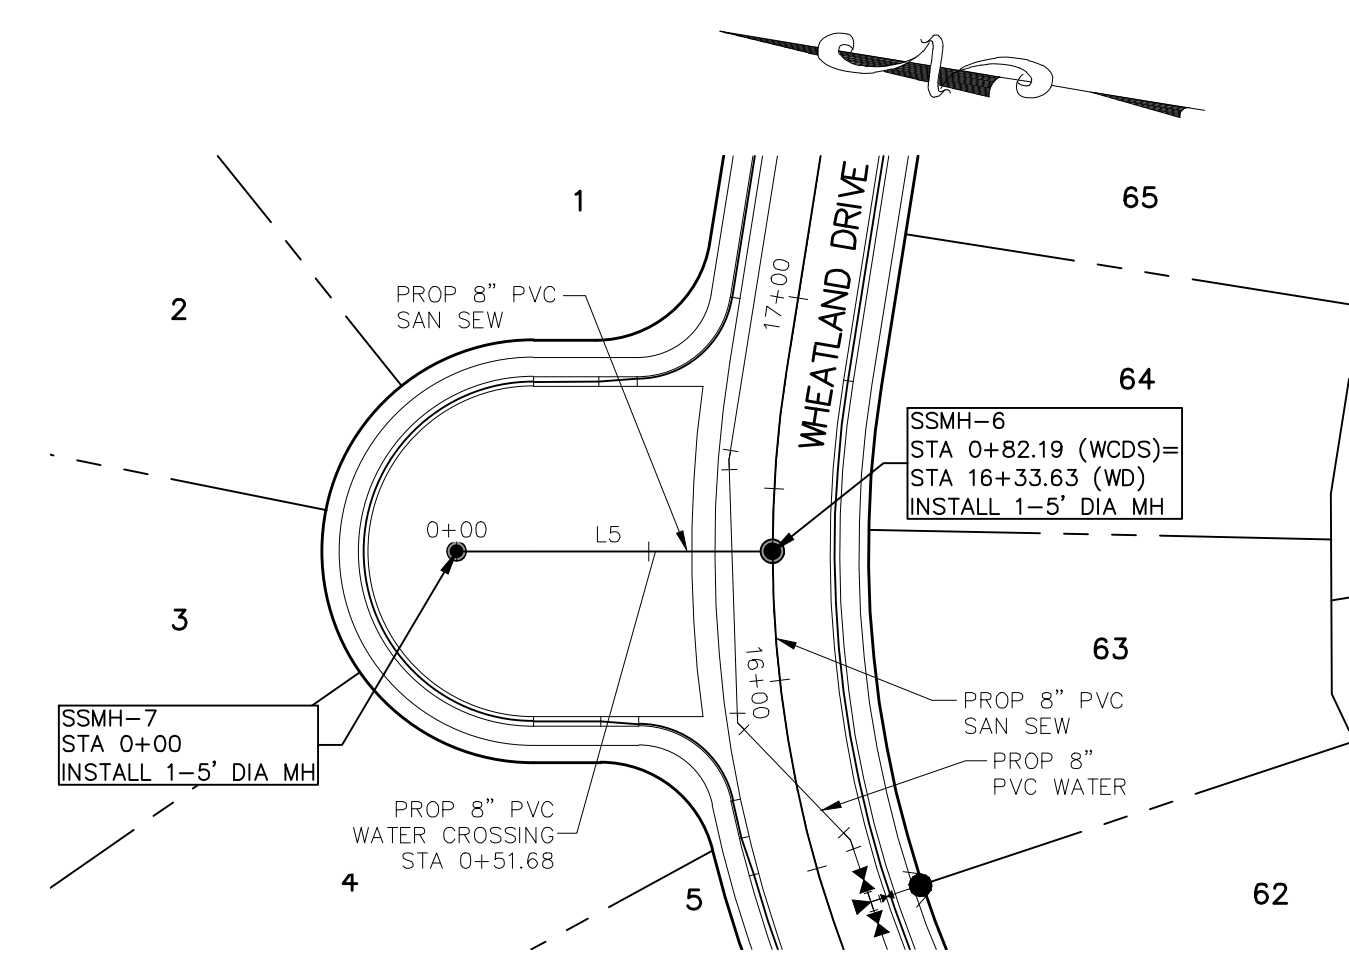 1
65
2
PROP 8" PVC
SAN SEW
17+00
WHEATLAND DRIVE
64
SSMH-6
STA 0+82.19 (WCDS)=
STA 16+33.63 (WD)
INSTALL 1-5' DIA MH
0+00
L5
3
63
16+00
PROP 8" PVC
SAN SEW
SSMH-7
STA 0+00
INSTALL 1-5' DIA MH
PROP 8"
PVC WATER
PROP 8" PVC
WATER CROSSING
STA 0+51.68
4
5
62